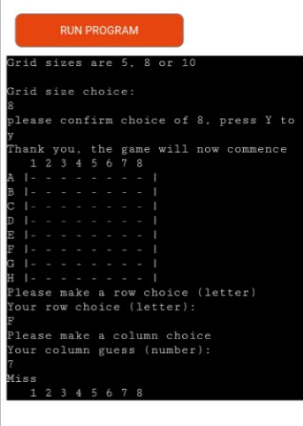 RUN PROGRAM
Grid sizes are 5, 8 or 10
Grid size choice:
8
please confirm choice of 8, press Y to
y
Thank you, the game will now commence
1 2 3 4 5 6 7 8
A |- - - - - - - - |
B |- - - - - - - - |
C |- - - - - - - - |
D |- - - - - - - - |
E |- - - - - - - - |
F |- - - - - - - - |
G |- - - - - - - - |
H |- - - - - - - - |
Please make a row choice (letter)
Your row choice (letter):
F
Please make a column choice
Your column guess (number):
7
Miss
1 2 3 4 5 6 7 8